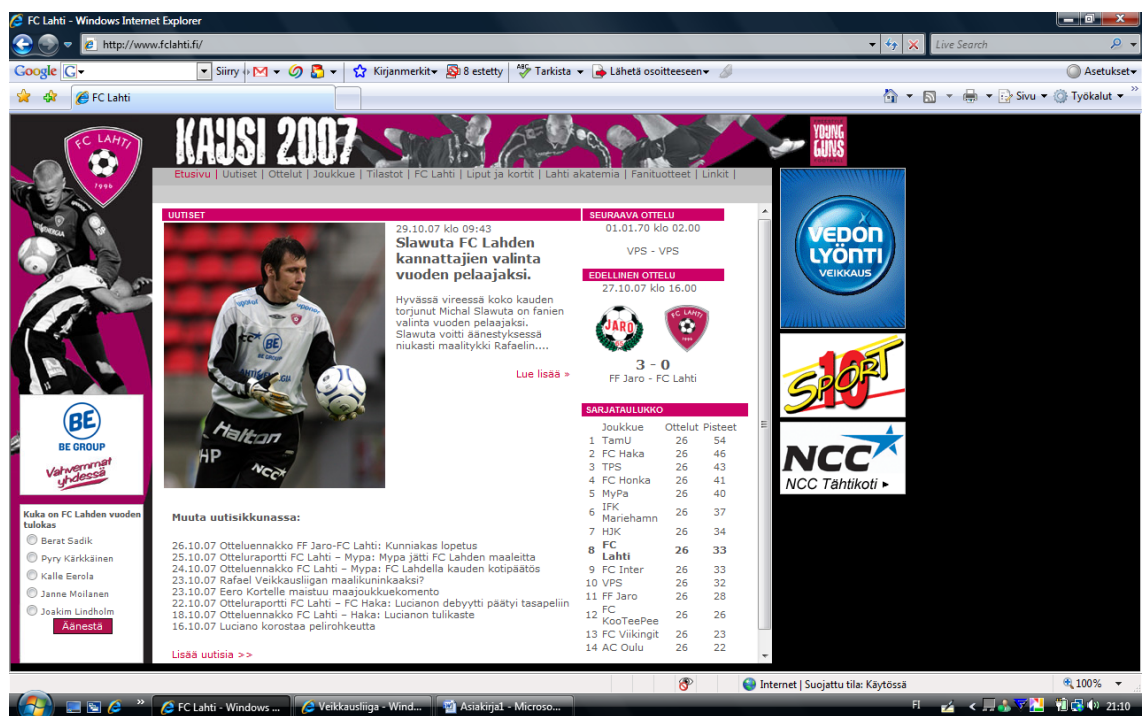 FC Lahti - Windows Internet Explorer
http://www.fclahti.fi/
Live Search
Google G
Siirry
Kirjanmerkit
8 estetty
ABC Tarkista
Lähetä osoitteeseen
Asetukset
FC Lahti
Sivu
Työkalut
FC LAHTI
1996
KAUSI 2007
YOUNG
GUNS
Etusivu | Uutiset | Ottelut | Joukkue | Tilastot | FC Lahti | Liput ja kortit | Lahti akatemia | Fanituotteet | Linkit |
UUTISET
29.10.07 klo 09:43
Slawuta FC Lahden
kannattajien valinta
vuoden pelaajaksi.
Hyvässä vireessä koko kauden
torjunut Michal Slawuta on fanien
valinta vuoden pelaajaksi.
Slawuta voitti äänestyksessä
niukasti maalitykki Rafaelin....
Lue lisää »
BE
BE GROUP
Halton
HP
NCC
Muuta uutisikkunassa:
26.10.07 Otteluennakko FF Jaro-FC Lahti: Kunniakas lopetus
25.10.07 Otteluraportti FC Lahti – Mypa: Mypa jätti FC Lahden maaleitta
24.10.07 Otteluennakko FC Lahti – Mypa: FC Lahdella kauden kotipäätös
23.10.07 Rafael Veikkausliigan maalikuninkaaksi?
23.10.07 Eero Kortelle maistuu maajoukkuekomento
22.10.07 Otteluraportti FC Lahti – FC Haka: Lucianon debyytti päätyi tasapeliin
18.10.07 Otteluennakko FC Lahti – Haka: Lucianon tulikaste
16.10.07 Luciano korostaa pelirohkeutta
Lisää uutisia >>
SEURAAVA OTTELU
01.01.70 klo 02.00
VPS - VPS
EDELLINEN OTTELU
27.10.07 klo 16.00
JARO
FC LAHTI
3 - 0
FF Jaro - FC Lahti
SARJATAULUKKO
Joukkue Ottelut Pisteet
1 TamU 26 54
2 FC Haka 26 46
3 TPS 26 43
4 FC Honka 26 41
5 MyPa 26 40
6 IFK Mariehamn 26 37
7 HJK 26 34
8 FC Lahti 26 33
9 FC Inter 26 33
10 VPS 26 32
11 FF Jaro 26 28
12 FC KooTeePee 26 26
13 FC Viikingit 26 23
14 AC Oulu 26 22
BE
BE GROUP
Vahvemmat
yhdessä
Kuka on FC Lahden vuoden
tulokas
Berat Sadik
Pyry Kärkkäinen
Kalle Eerola
Janne Moilanen
Joakim Lindholm
Äänestä
VEDON
LYÖNTI
VEIKKAUS
10
SPORT
NCC
NCC Tähtikoti
Internet | Suojattu tila: Käytössä
100%
FC Lahti - Windows ...
Veikkausliiga - Wind...
Asiakirja1 - Microso...
FI
21:10